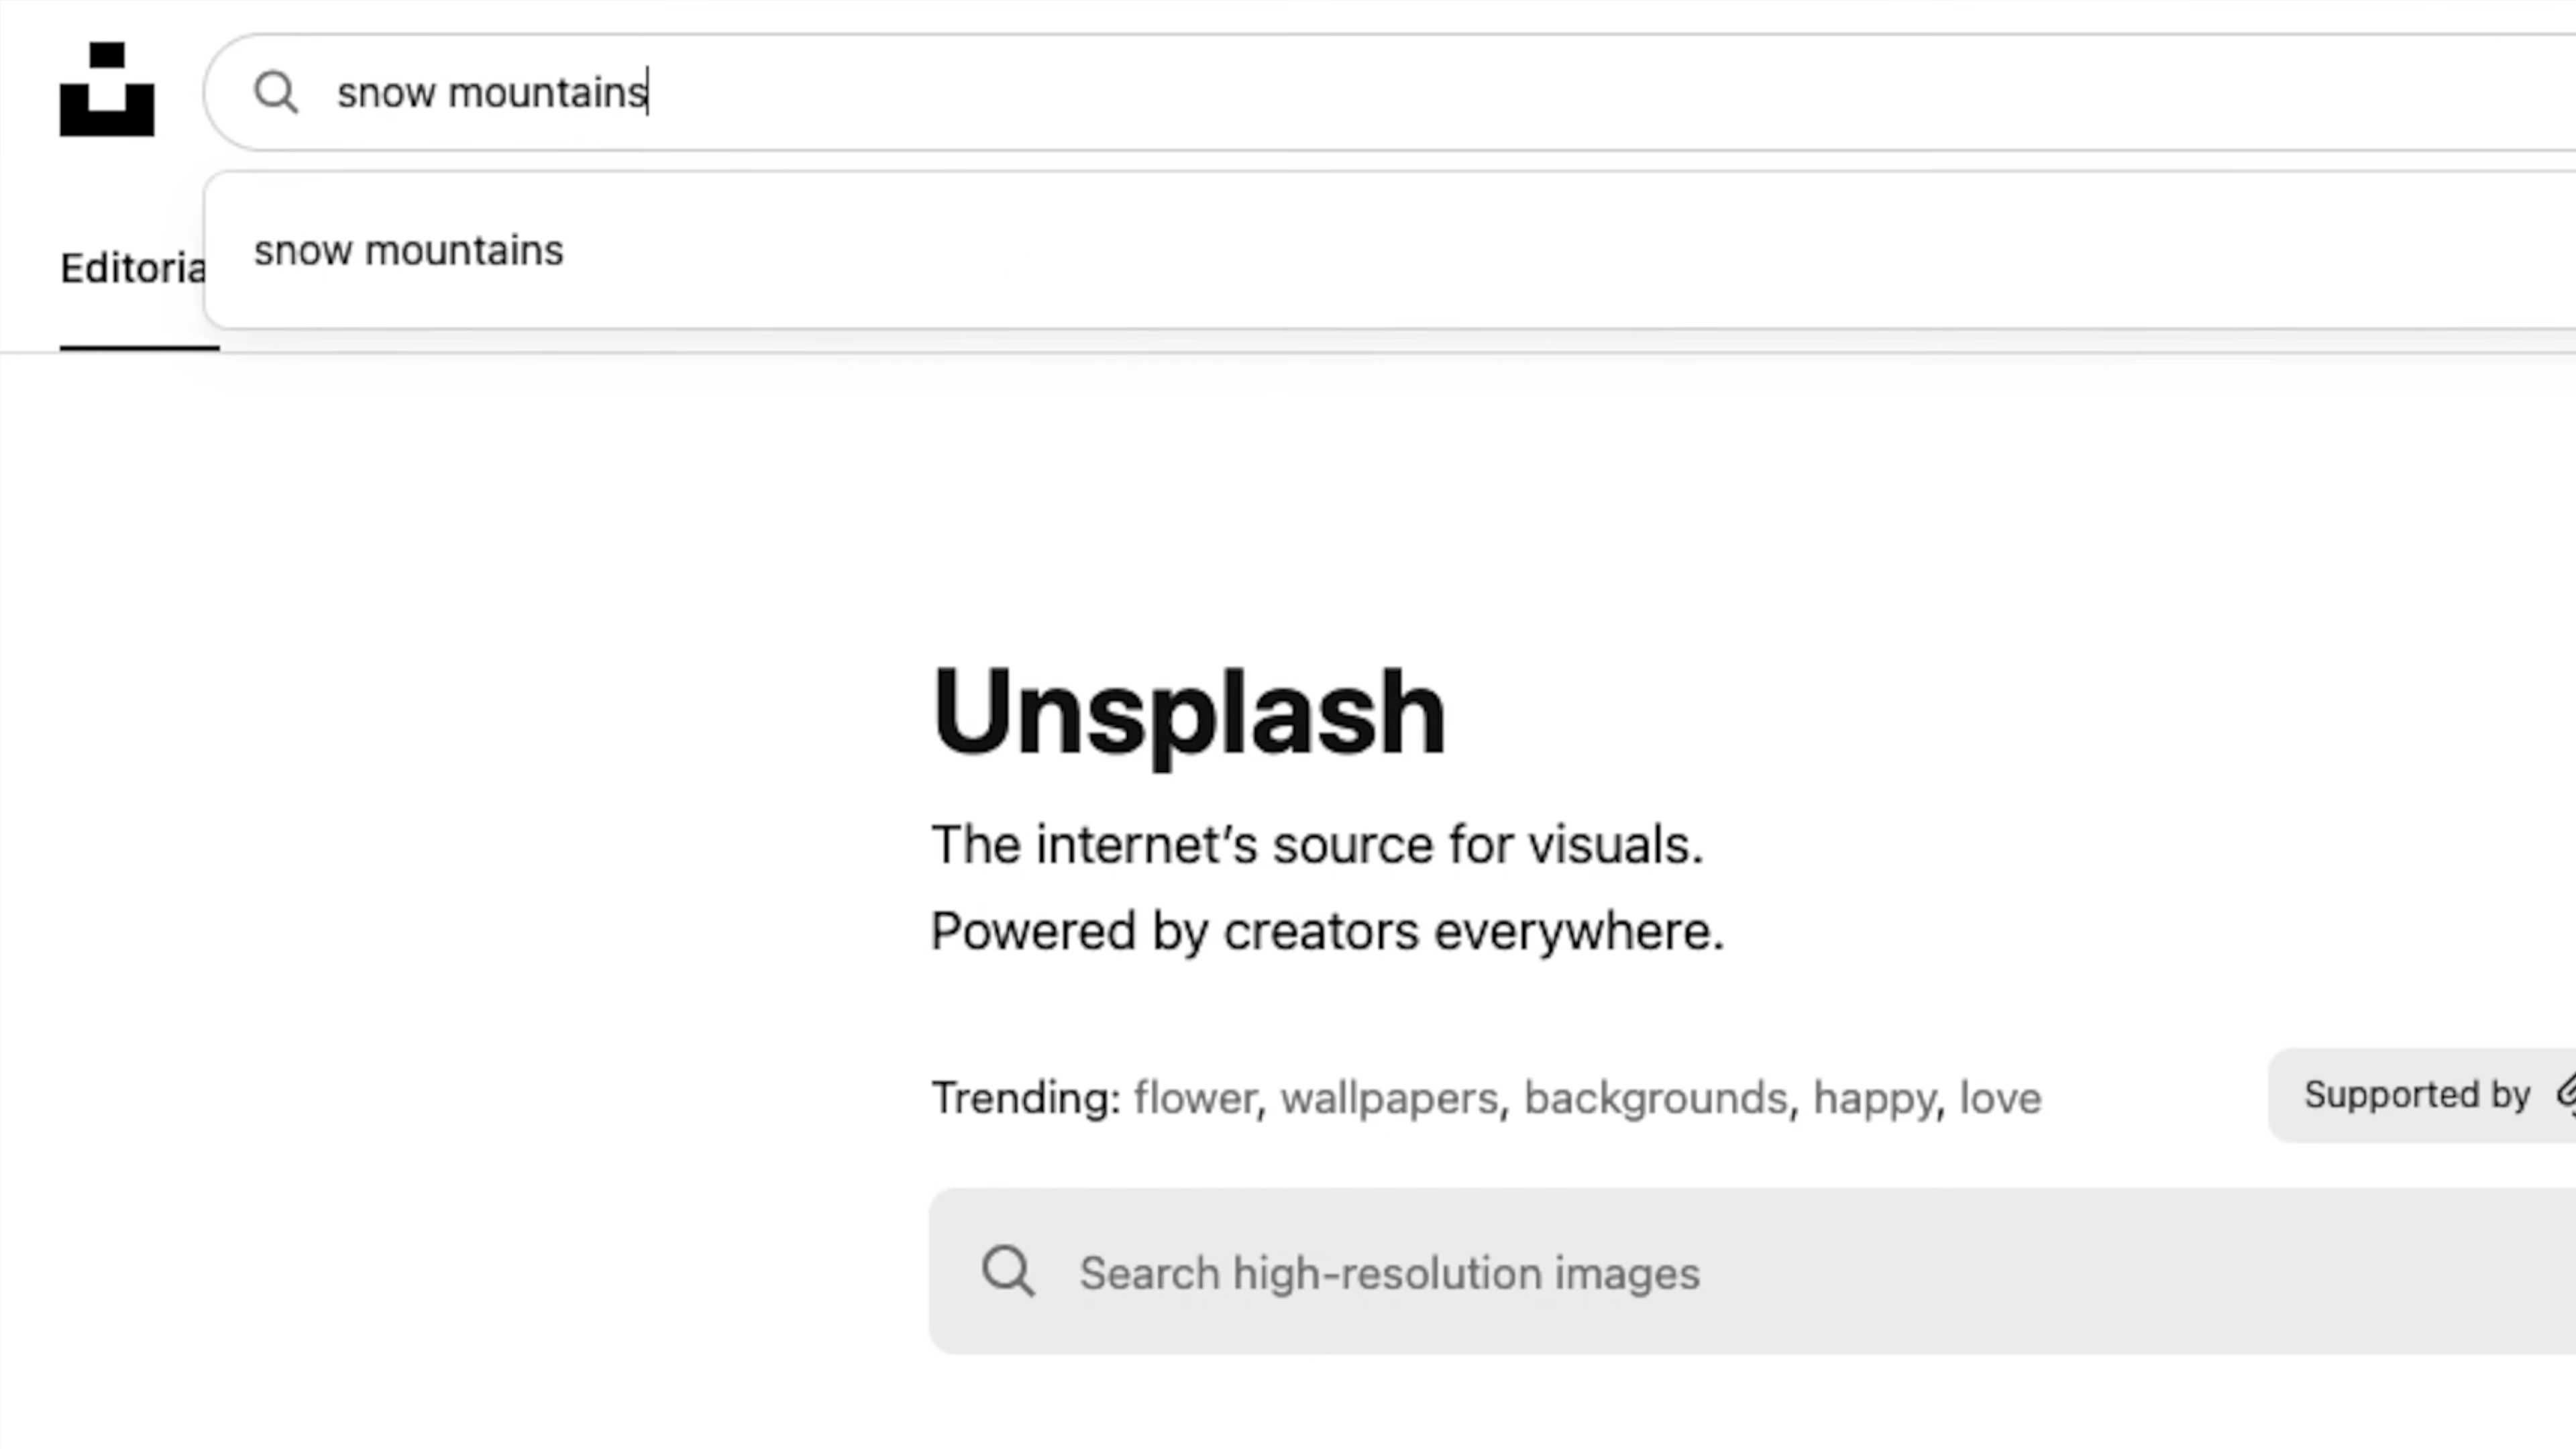 snow mountains
snow mountains
Editoria
Unsplash
The internet’s source for visuals.
Powered by creators everywhere.
Trending: flower, wallpapers, backgrounds, happy, love
Supported by
Search high-resolution images